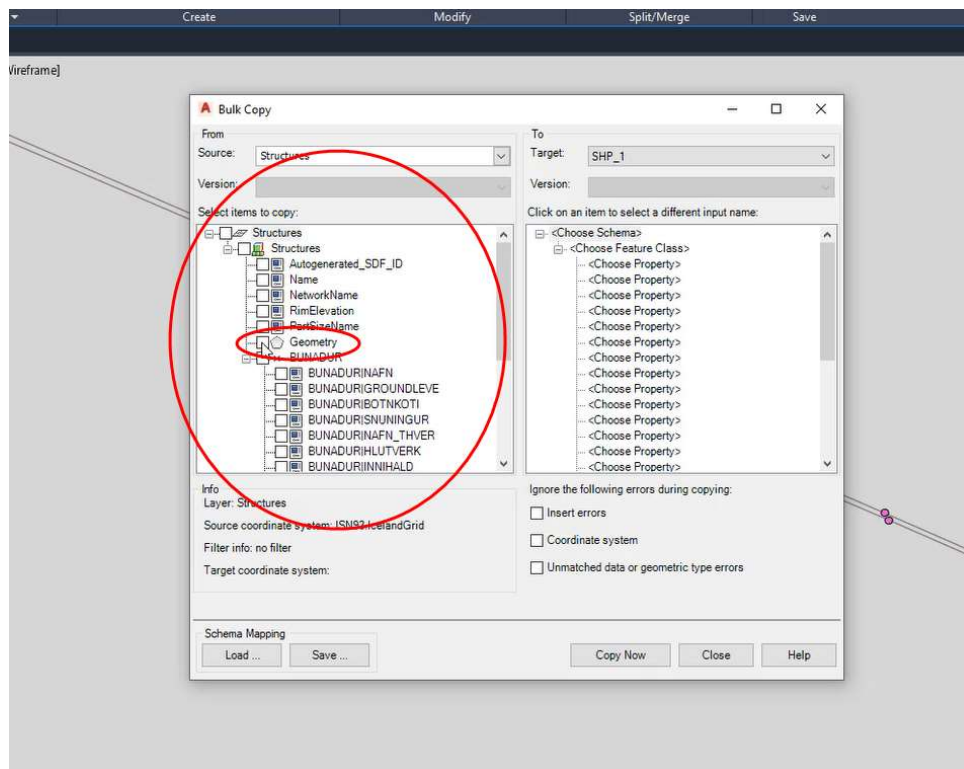 Create Modify Split/Merge Save
Wireframe]
Bulk Copy
From
Source: Structures
Version:
Select items to copy:
Structures
Structures
Autogenerated_SDF_ID
Name
NetworkName
RimElevation
PartSizeName
Geometry
BUNADUR
BUNADUR|NAFN
BUNADUR|GROUNDLEVE
BUNADUR|BOTNKOTI
BUNADUR|SNUNINGUR
BUNADUR|NAFN_THVER
BUNADUR|HLUTVERK
BUNADUR|INNIHALD
To
Target: SHP_1
Version:
Click on an item to select a different input name:
<Choose Schema>
<Choose Feature Class>
<Choose Property>
<Choose Property>
<Choose Property>
<Choose Property>
<Choose Property>
<Choose Property>
<Choose Property>
<Choose Property>
<Choose Property>
<Choose Property>
<Choose Property>
<Choose Property>
<Choose Property>
<Choose Property>
Info
Layer: Structures
Source coordinate system: ISN93.IcelandGrid
Filter info: no filter
Target coordinate system:
Ignore the following errors during copying:
Insert errors
Coordinate system
Unmatched data or geometric type errors
Schema Mapping
Load ... Save ...
Copy Now Close Help